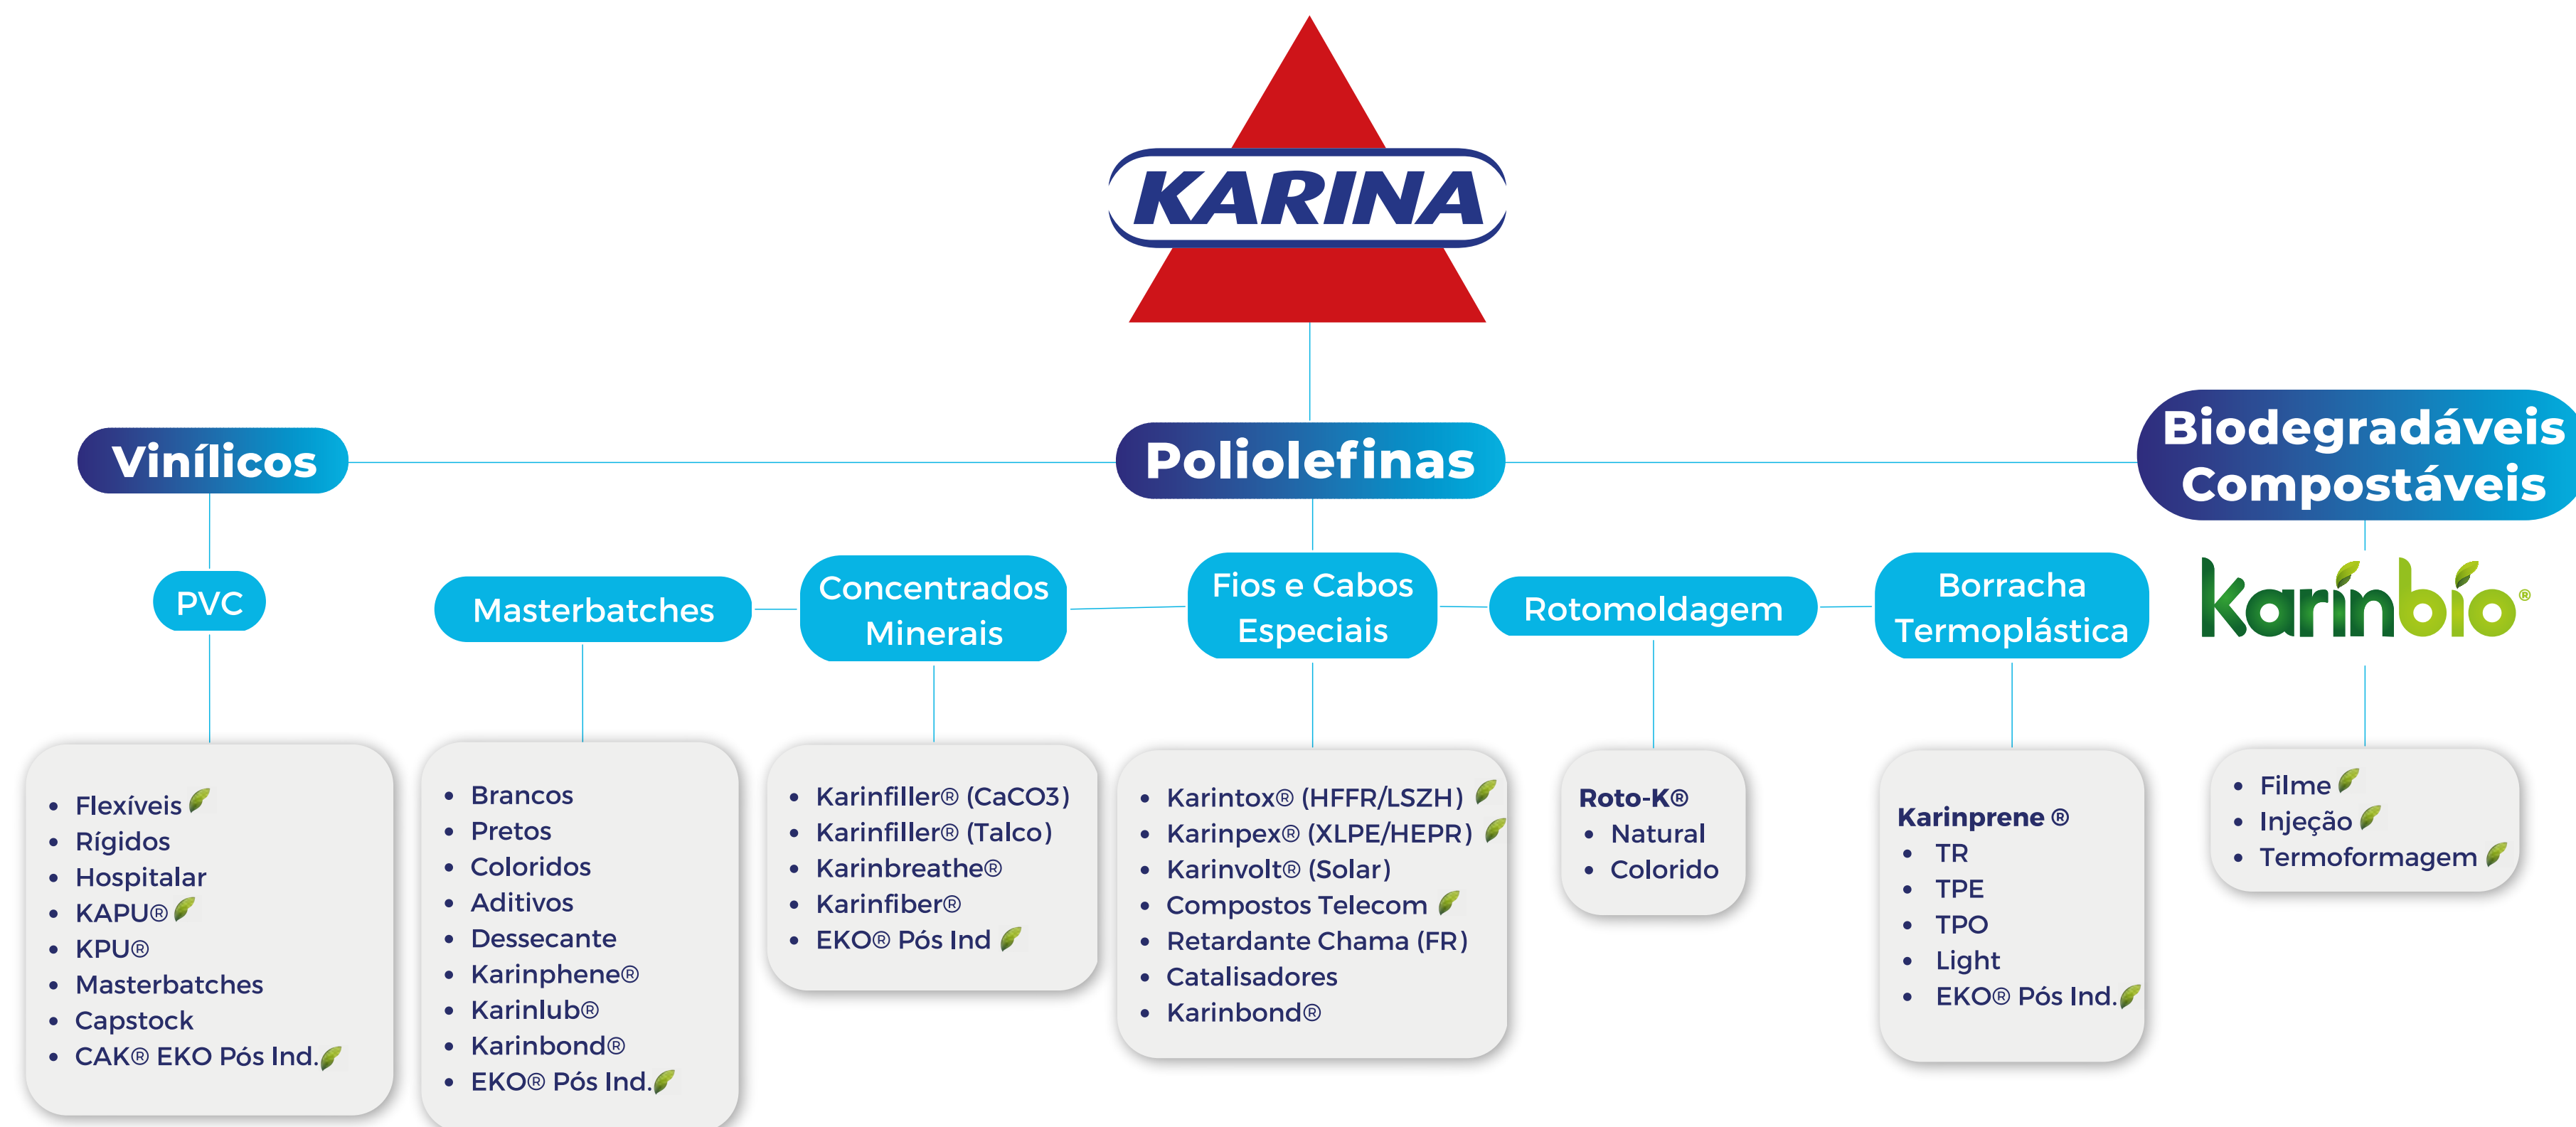 KARINA
Vinílicos
Poliolefinas
Biodegradáveis
Compostáveis
PVC
Masterbatches
Concentrados
Minerais
Fios e Cabos
Especiais
Rotomoldagem
Borracha
Termoplástica
karinbio®
• Flexíveis
• Rígidos
• Hospitalar
• KAPU®
• KPU®
• Masterbatches
• Capstock
• CAK® EKO Pós Ind.
• Brancos
• Pretos
• Coloridos
• Aditivos
• Dessecante
• Karinphene®
• Karinlub®
• Karinbond®
• EKO® Pós Ind.
• Karinfiller® (CaCO3)
• Karinfiller® (Talco)
• Karinbreathe®
• Karinfiber®
• EKO® Pós Ind
• Karintox® (HFFR/LSZH)
• Karinpex® (XLPE/HEPR)
• Karinvolt® (Solar)
• Compostos Telecom
• Retardante Chama (FR)
• Catalisadores
• Karinbond®
Roto-K®
• Natural
• Colorido
Karinprene ®
• TR
• TPE
• TPO
• Light
• EKO® Pós Ind.
• Filme
• Injeção
• Termoformagem